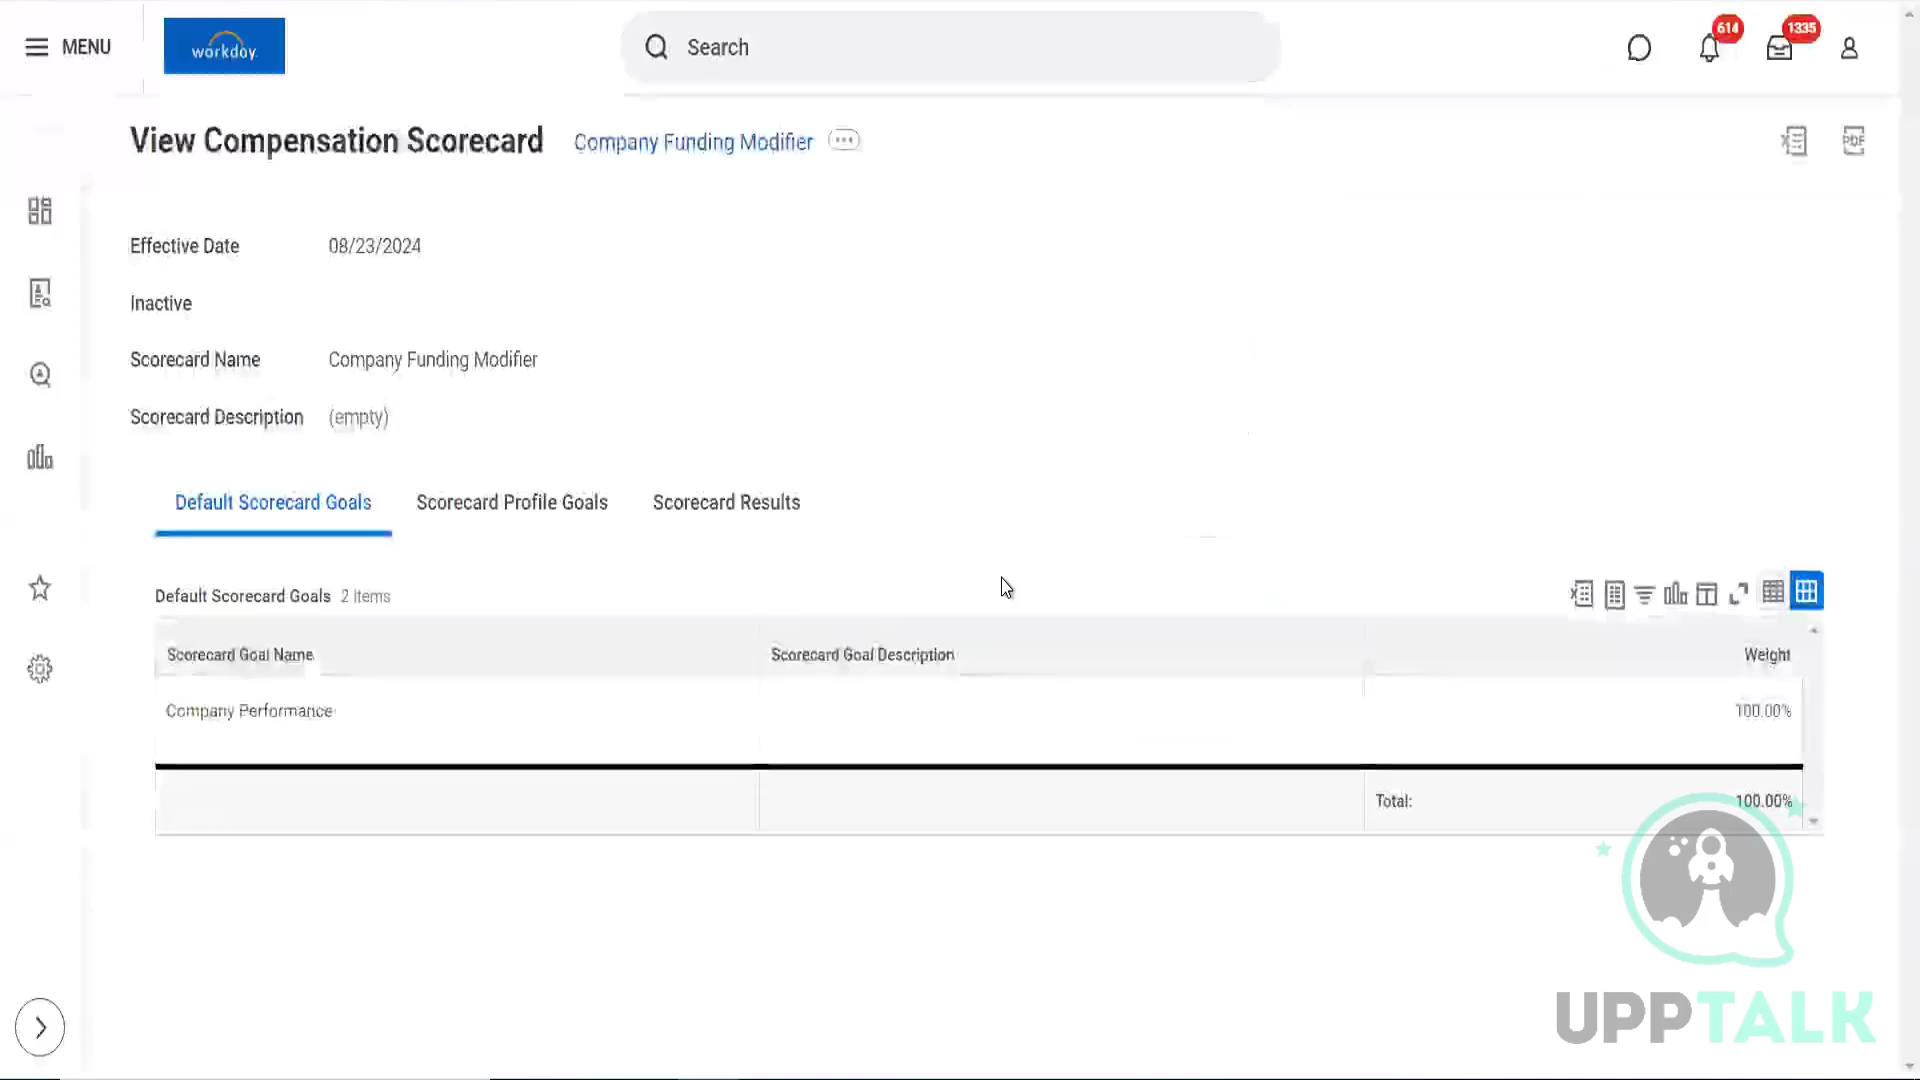 MENU
workday.
Search
614
1335
View Compensation Scorecard
Company Funding Modifier
PDF
Effective Date 08/23/2024
Inactive
Scorecard Name Company Funding Modifier
Scorecard Description (empty)
Default Scorecard Goals Scorecard Profile Goals Scorecard Results
Default Scorecard Goals 2 items
Scorecard Goal Name Scorecard Goal Description Weight
Company Performance 100.00%
Total: 100.00%
UPPTALK